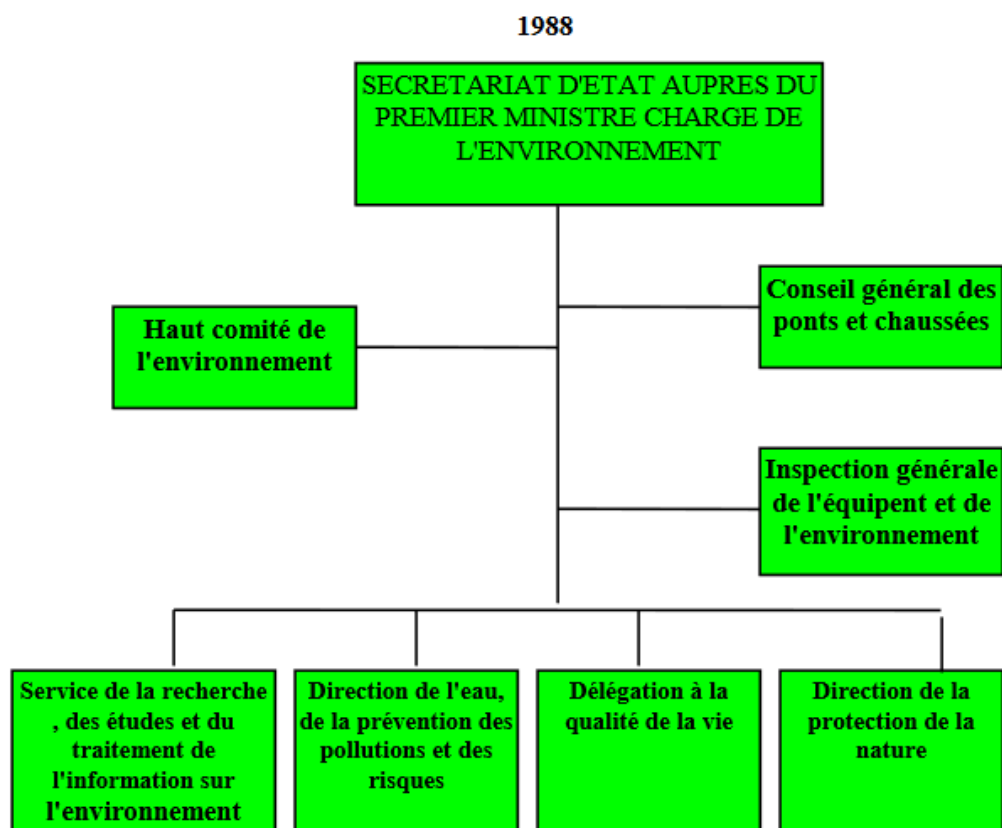 1988
SECRETARIAT D'ETAT AUPRES DU
PREMIER MINISTRE CHARGE DE
L'ENVIRONNEMENT
Conseil général des
ponts et chaussées
Haut comité de
l'environnement
Inspection générale
de l'équipent et de
l'environnement
Service de la recherche
, des études et du
traitement de
l'information sur
l'environnement
Direction de l'eau,
de la prévention des
pollutions et des
risques
Délégation à la
qualité de la vie
Direction de la
protection de la
nature